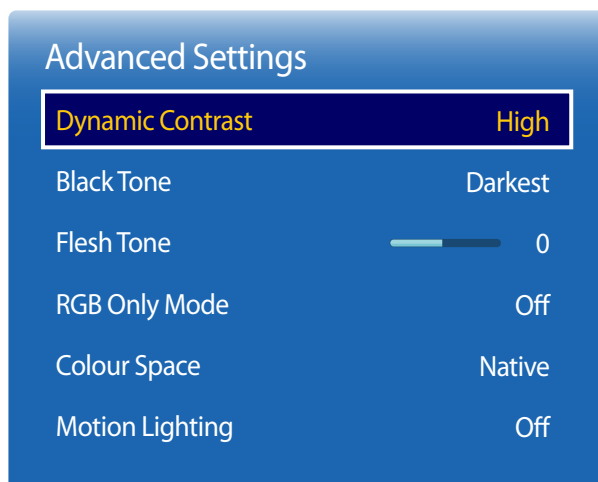 Advanced Settings
Dynamic Contrast High
Black Tone Darkest
Flesh Tone 0
RGB Only Mode Off
Colour Space Native
Motion Lighting Off